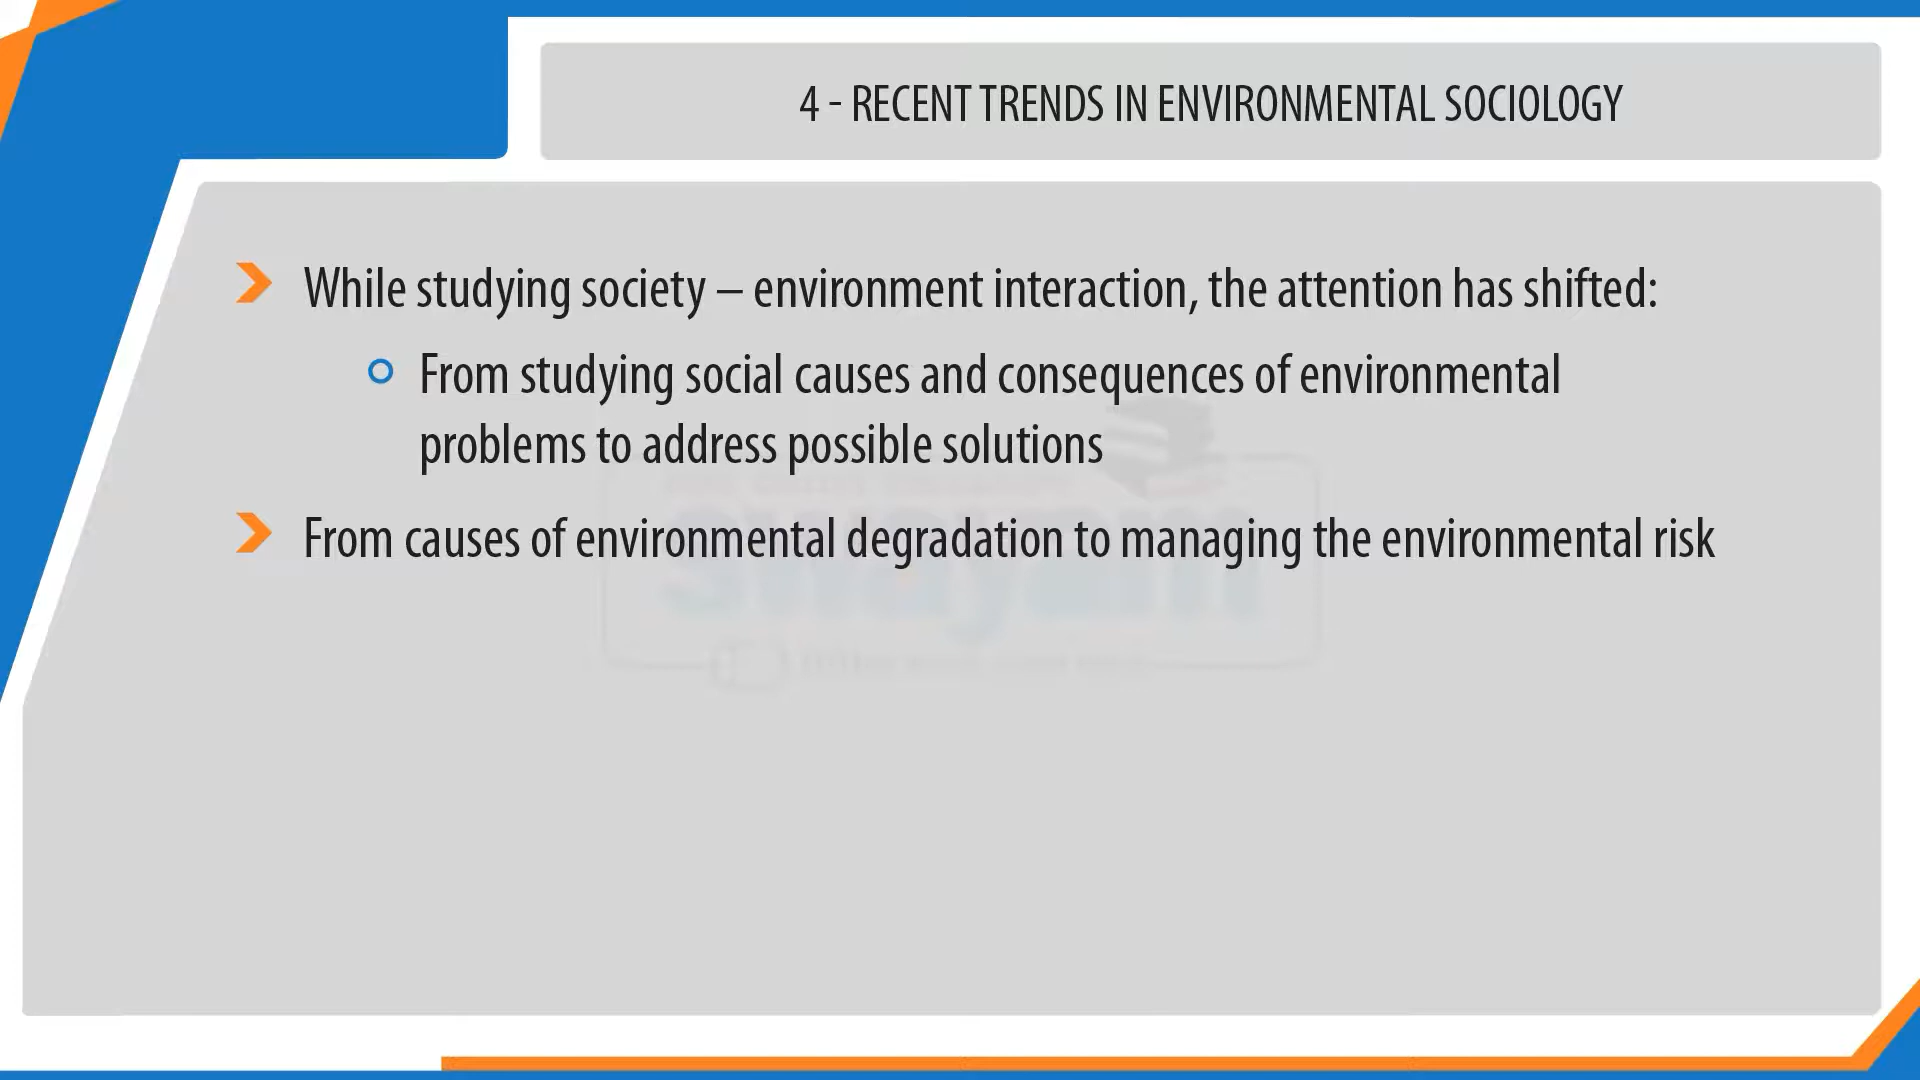 4 - RECENT TRENDS IN ENVIRONMENTAL SOCIOLOGY
While studying society – environment interaction, the attention has shifted:
From studying social causes and consequences of environmental
problems to address possible solutions
From causes of environmental degradation to managing the environmental risk
swayam